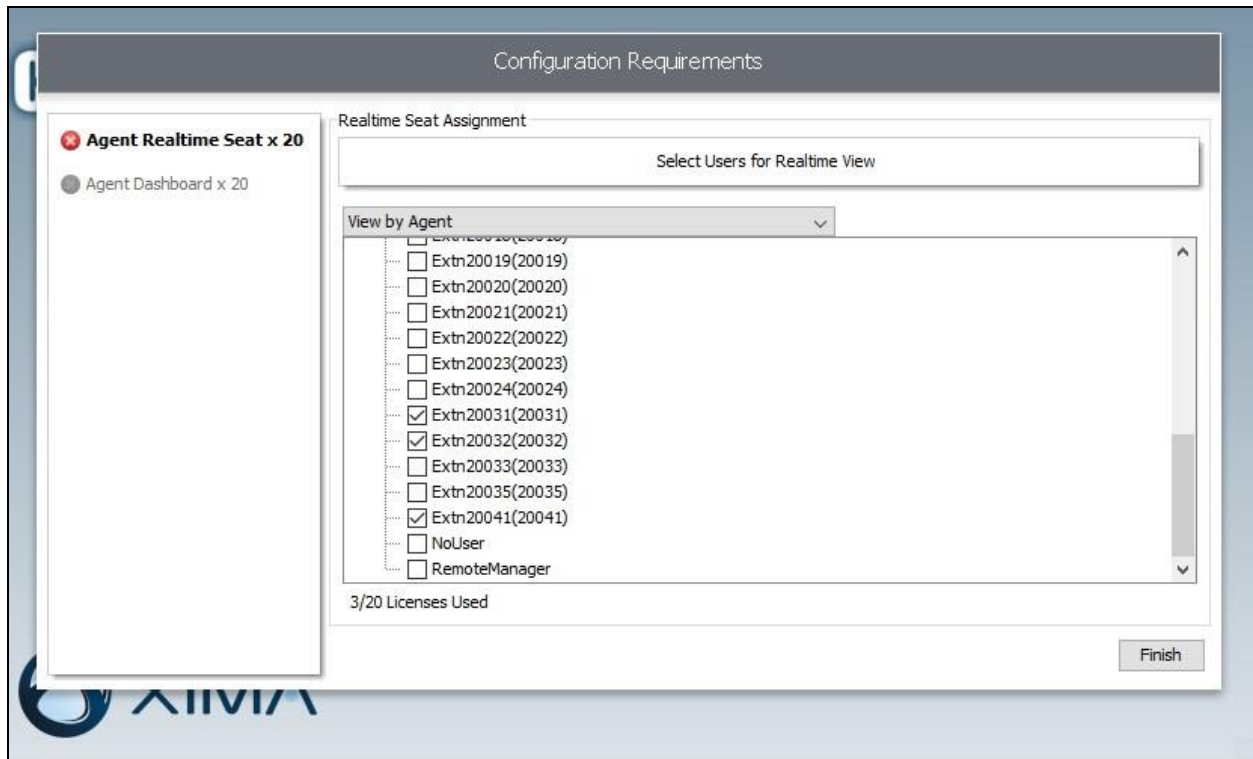 Configuration Requirements
Agent Realtime Seat x 20
Agent Dashboard x 20
Realtime Seat Assignment
Select Users for Realtime View
View by Agent
Extn20019(20019)
Extn20020(20020)
Extn20021(20021)
Extn20022(20022)
Extn20023(20023)
Extn20024(20024)
Extn20031(20031)
Extn20032(20032)
Extn20033(20033)
Extn20035(20035)
Extn20041(20041)
NoUser
RemoteManager
3/20 Licenses Used
Finish
XIMA